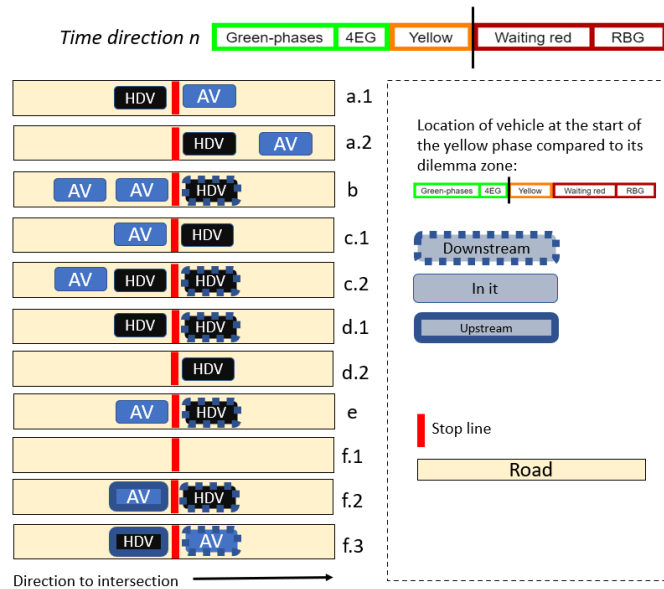 Time direction n Green-phases 4EG Yellow Waiting red RBG
HDV AV a.1
HDV AV a.2
AV AV HDV b
AV HDV c.1
AV HDV HDV c.2
HDV HDV d.1
HDV d.2
AV HDV e
f.1
AV HDV f.2
HDV AV f.3
Direction to intersection
Location of vehicle at the start of
the yellow phase compared to its
dilemma zone:
Green-phases 4EG Yellow Waiting red RBG
Downstream
In it
Upstream
Stop line
Road